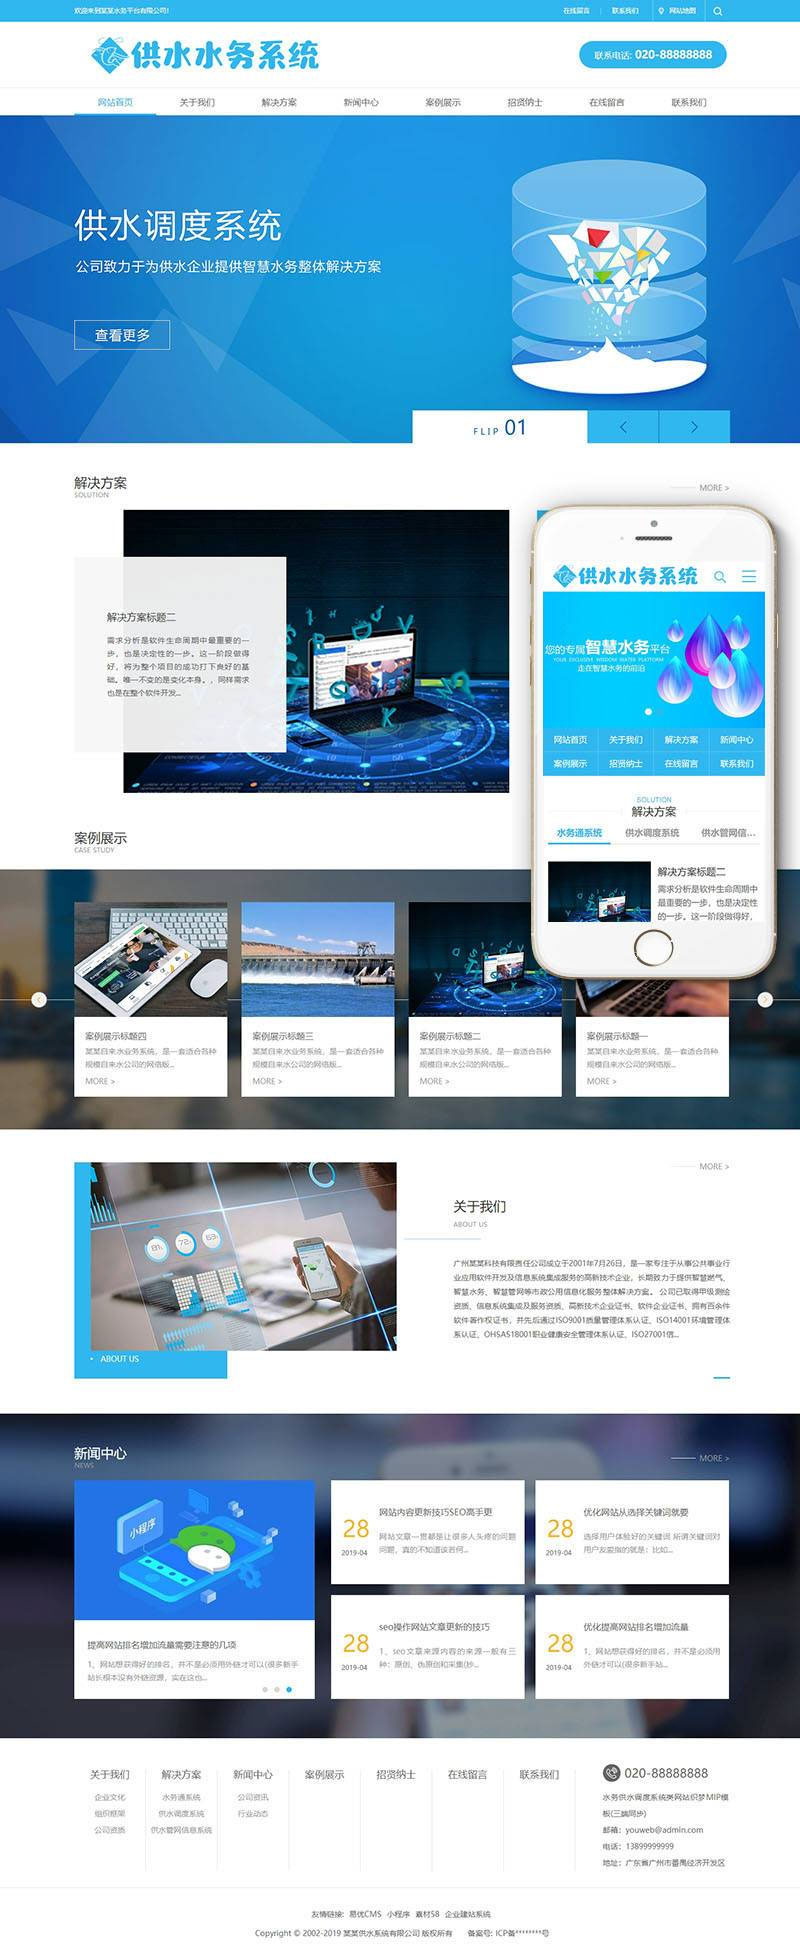 欢迎来到某某水务平台有限公司!
在线留言
联系我们
网站地图
供水水务系统
联系电话: 020-88888888
网站首页
关于我们
解决方案
新闻中心
案例展示
招贤纳士
在线留言
联系我们
供水调度系统
公司致力于为供水企业提供智慧水务整体解决方案
查看更多
FLIP 01
解决方案
SOLUTION
MORE >
解决方案标题二
需求分析是软件生命周期中最重要的一
步，也是决定性的一步。这一阶段做得
好，将为整个项目的成功打下良好的基
础。唯一不变的是变化本身。，同样需求
也是在整个软件开发...
供水水务系统
您的专属智慧水务平台
YOUR EXCLUSIVE WISDOM WATER PLATFORM
走在智慧水务的前沿
网站首页
关于我们
解决方案
新闻中心
案例展示
招贤纳士
在线留言
联系我们
SOLUTION
解决方案
水务通系统
供水调度系统
供水管网信...
解决方案标题二
需求分析是软件生命周期中
最重要的一步，也是决定性
的一步。这一阶段做得好，
案例展示
CASE STUDY
案例展示标题四
某某自来水业务系统，是一套适合各种
规模自来水公司的网络版...
MORE >
案例展示标题三
某某自来水业务系统，是一套适合各种
规模自来水公司的网络版...
MORE >
案例展示标题二
某某自来水业务系统，是一套适合各种
规模自来水公司的网络版...
MORE >
案例展示标题一
某某自来水业务系统，是一套适合各种
规模自来水公司的网络版...
MORE >
MORE >
关于我们
ABOUT US
广州某某科技有限责任公司成立于2001年7月26日，是一家专注于从事公共事业行
业应用软件开发及信息系统集成服务的高新技术企业，长期致力于提供智慧燃气、
智慧水务、智慧管网等市政公用信息化服务整体解决方案。 公司已取得甲级测绘
资质、信息系统集成及服务资质、高新技术企业证书、软件企业证书、拥有百余件
软件著作权证书，并先后通过ISO9001质量管理体系认证、ISO14001环境管理体
系认证、OHSAS18001职业健康安全管理体系认证、ISO27001信...
81%
72%
63%
• ABOUT US
新闻中心
NEWS
MORE >
小程序
提高网站排名增加流量需要注意的几项
1、网站想获得好的排名，并不是必须用外链才可以(很多新手
站长根本没有外链资源，实在这也...
28
2019-04
网站内容更新技巧SEO高手更
网站文章一贯都是让很多人头疼的问题
问题，真的不知道该若何...
28
2019-04
优化网站从选择关键词就要
选择用户体验好的关键词 所谓关键词对
用户友爱指的就是：比如...
28
2019-04
seo操作网站文章更新的技巧
1、seo文章来源内容的来源一般有三
种：原创、伪原创和采集(抄...
28
2019-04
优化提高网站排名增加流量
1、网站想获得好的排名，并不是必须用
外链才可以(很多新手站...
关于我们
企业文化
组织框架
公司资质
解决方案
水务通系统
供水调度系统
供水管网信息系统
新闻中心
公司资讯
行业动态
案例展示
招贤纳士
在线留言
联系我们
020-88888888
水务供水调度系统类网站织梦MIP模
板(三端同步)
邮箱：youweb@admin.com
电话：13899999999
地址：广东省广州市番禺经济开发区
友情链接: 易优CMS 小程序 素材58 企业建站系统
Copyright © 2002-2019 某某供水系统有限公司 版权所有 备案号: ICP备********号